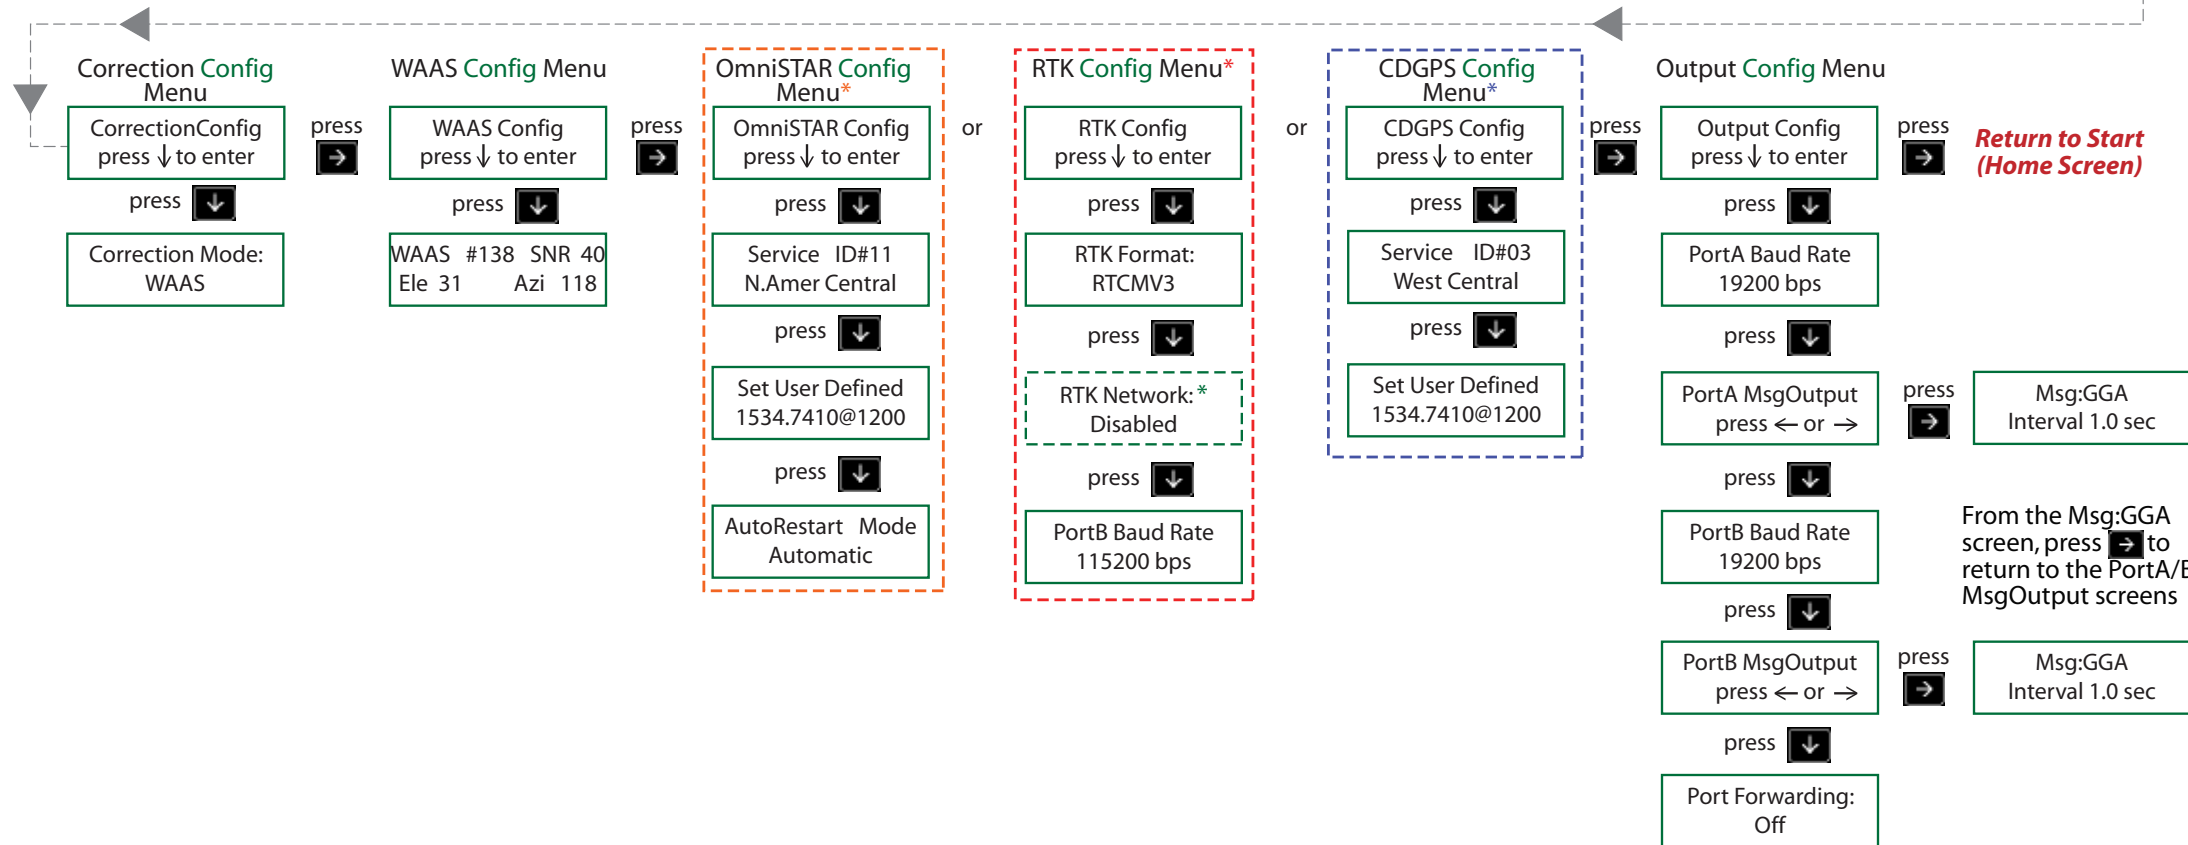 Correction Config
Menu
CorrectionConfig
press ↓ to enter
press
Correction Mode:
WAAS
press
WAAS Config Menu
WAAS Config
press ↓ to enter
press
WAAS #138 SNR 40
Ele 31 Azi 118
press
OmniSTAR Config
Menu*
OmniSTAR Config
press ↓ to enter
press
Service ID#11
N.Amer Central
press
Set User Defined
1534.7410@1200
press
AutoRestart Mode
Automatic
or
RTK Config Menu*
RTK Config
press ↓ to enter
press
RTK Format:
RTCMV3
press
RTK Network: *
Disabled
press
PortB Baud Rate
115200 bps
or
CDGPS Config
Menu*
CDGPS Config
press ↓ to enter
press
Service ID#03
West Central
press
Set User Defined
1534.7410@1200
press
Output Config Menu
Output Config
press ↓ to enter
press
PortA Baud Rate
19200 bps
press
PortA MsgOutput
press ← or →
press
PortB Baud Rate
19200 bps
press
PortB MsgOutput
press ← or →
press
Port Forwarding:
Off
press
Return to Start
(Home Screen)
press
Msg:GGA
Interval 1.0 sec
From the Msg:GGA
screen, press → to
return to the PortA/B
MsgOutput screens
press
Msg:GGA
Interval 1.0 sec